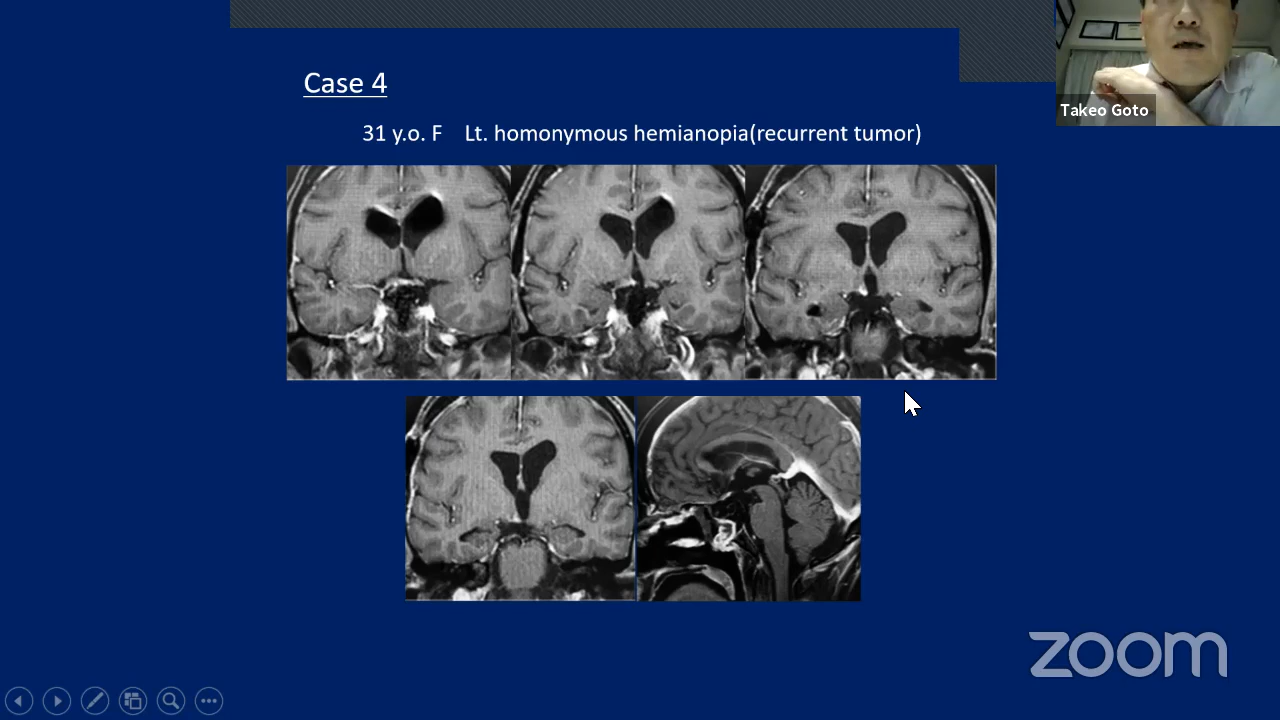 Case 4
Takeo Goto
31 y.o. F Lt. homonymous hemianopia(recurrent tumor)
zoom